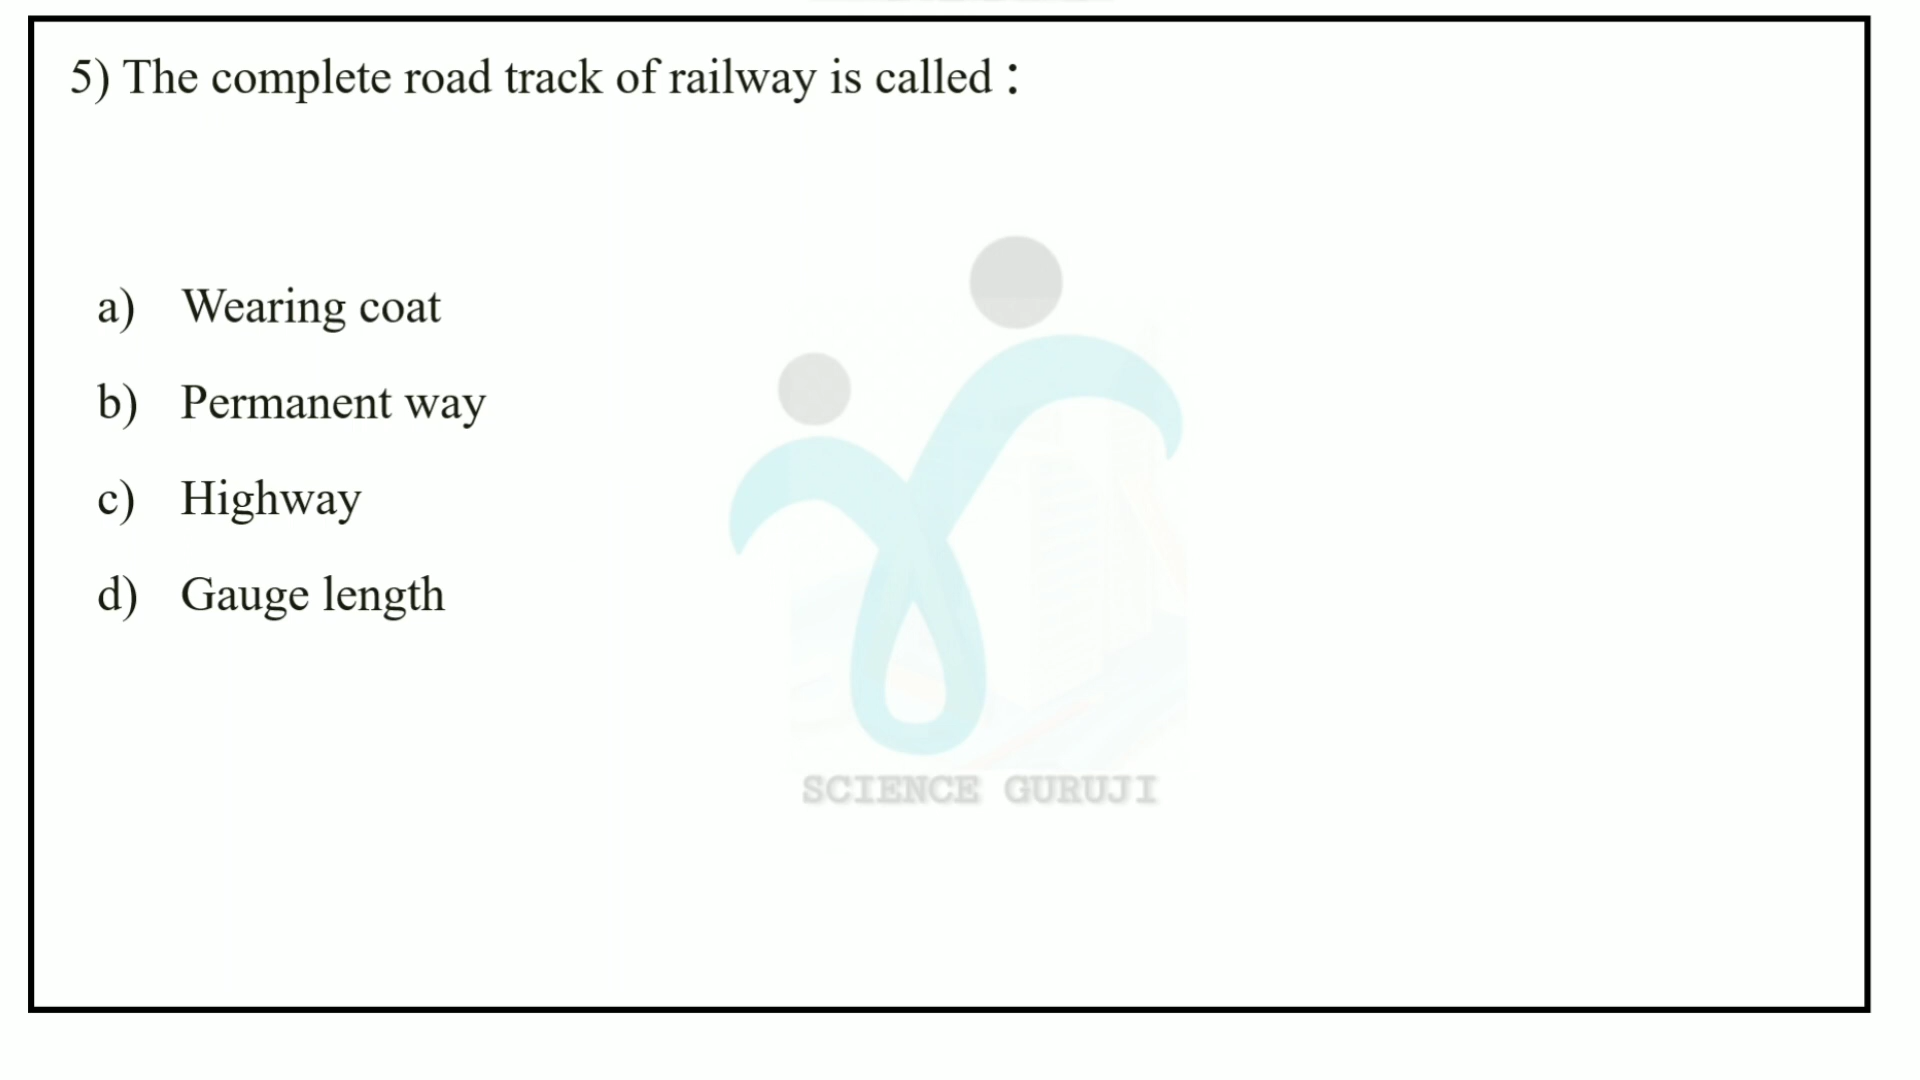 5) The complete road track of railway is called :
a) Wearing coat
b) Permanent way
c) Highway
d) Gauge length
SCIENCE GURUJI